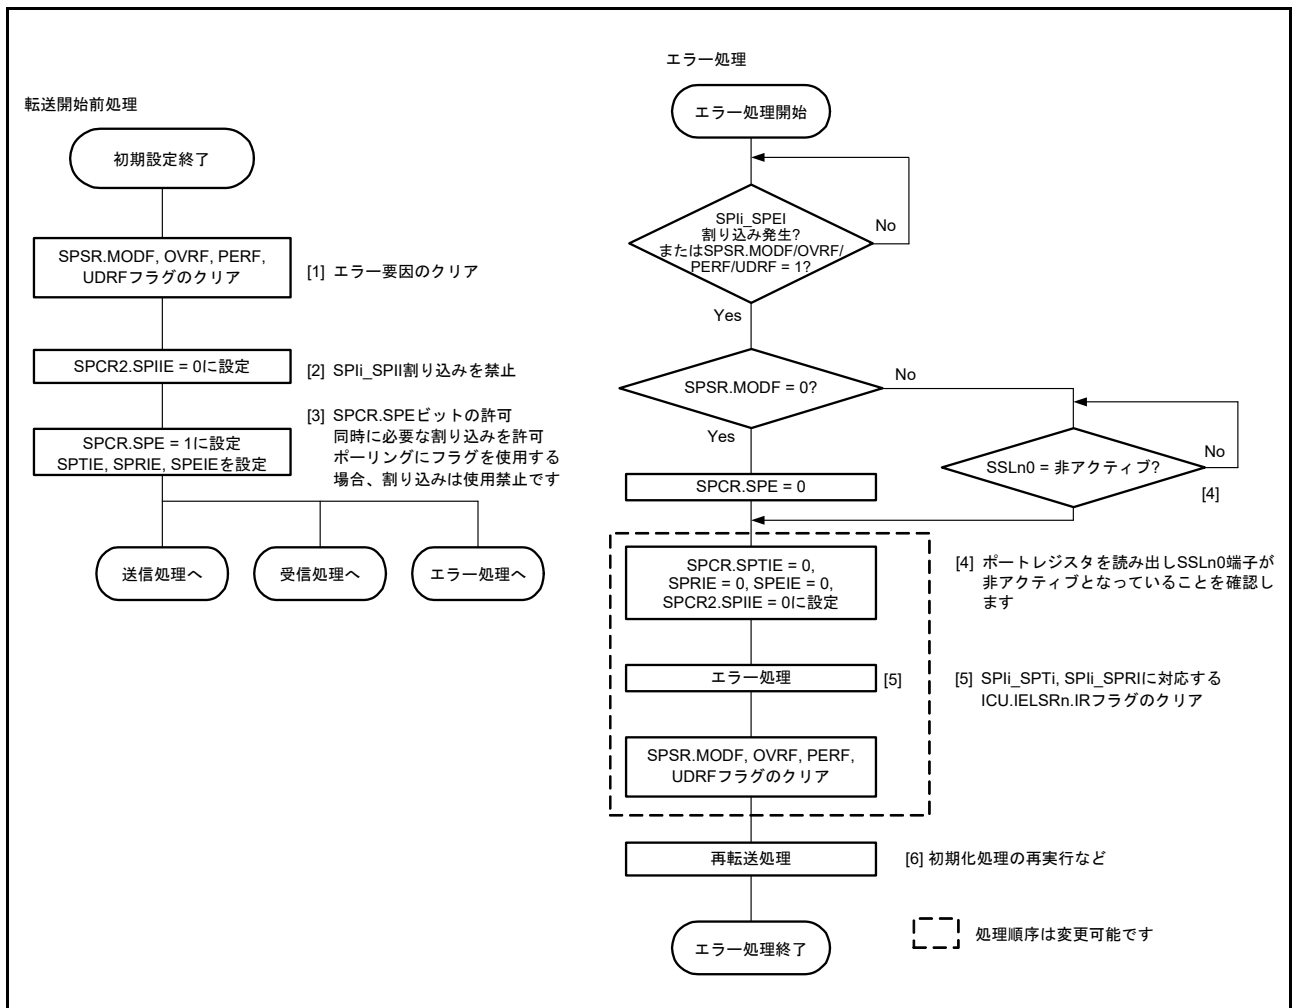 転送開始前処理
初期設定終了
SPSR.MODF, OVRF, PERF,
UDRFフラグのクリア
[1] エラー要因のクリア
SPCR2.SPIIE = 0に設定
[2] SPIi_SPII割り込みを禁止
SPCR.SPE = 1に設定
SPTIE, SPRIE, SPEIEを設定
[3] SPCR.SPEビットの許可
同時に必要な割り込みを許可
ポーリングにフラグを使用する
場合、割り込みは使用禁止です
送信処理へ
受信処理へ
エラー処理へ
エラー処理
エラー処理開始
SPIi_SPEI
割り込み発生?
またはSPSR.MODF/OVRF/
PERF/UDRF = 1?
No
Yes
SPSR.MODF = 0?
No
Yes
SSLn0 = 非アクティブ?
No
[4]
SPCR.SPE = 0
SPCR.SPTIE = 0,
SPRIE = 0, SPEIE = 0,
SPCR2.SPIIE = 0に設定
[4] ポートレジスタを読み出しSSLn0端子が
非アクティブとなっていることを確認し
ます
エラー処理
[5]
[5] SPIi_SPTi, SPIi_SPRIに対応する
ICU.IELSRn.IRフラグのクリア
SPSR.MODF, OVRF, PERF,
UDRFフラグのクリア
再転送処理
[6] 初期化処理の再実行など
エラー処理終了
処理順序は変更可能です